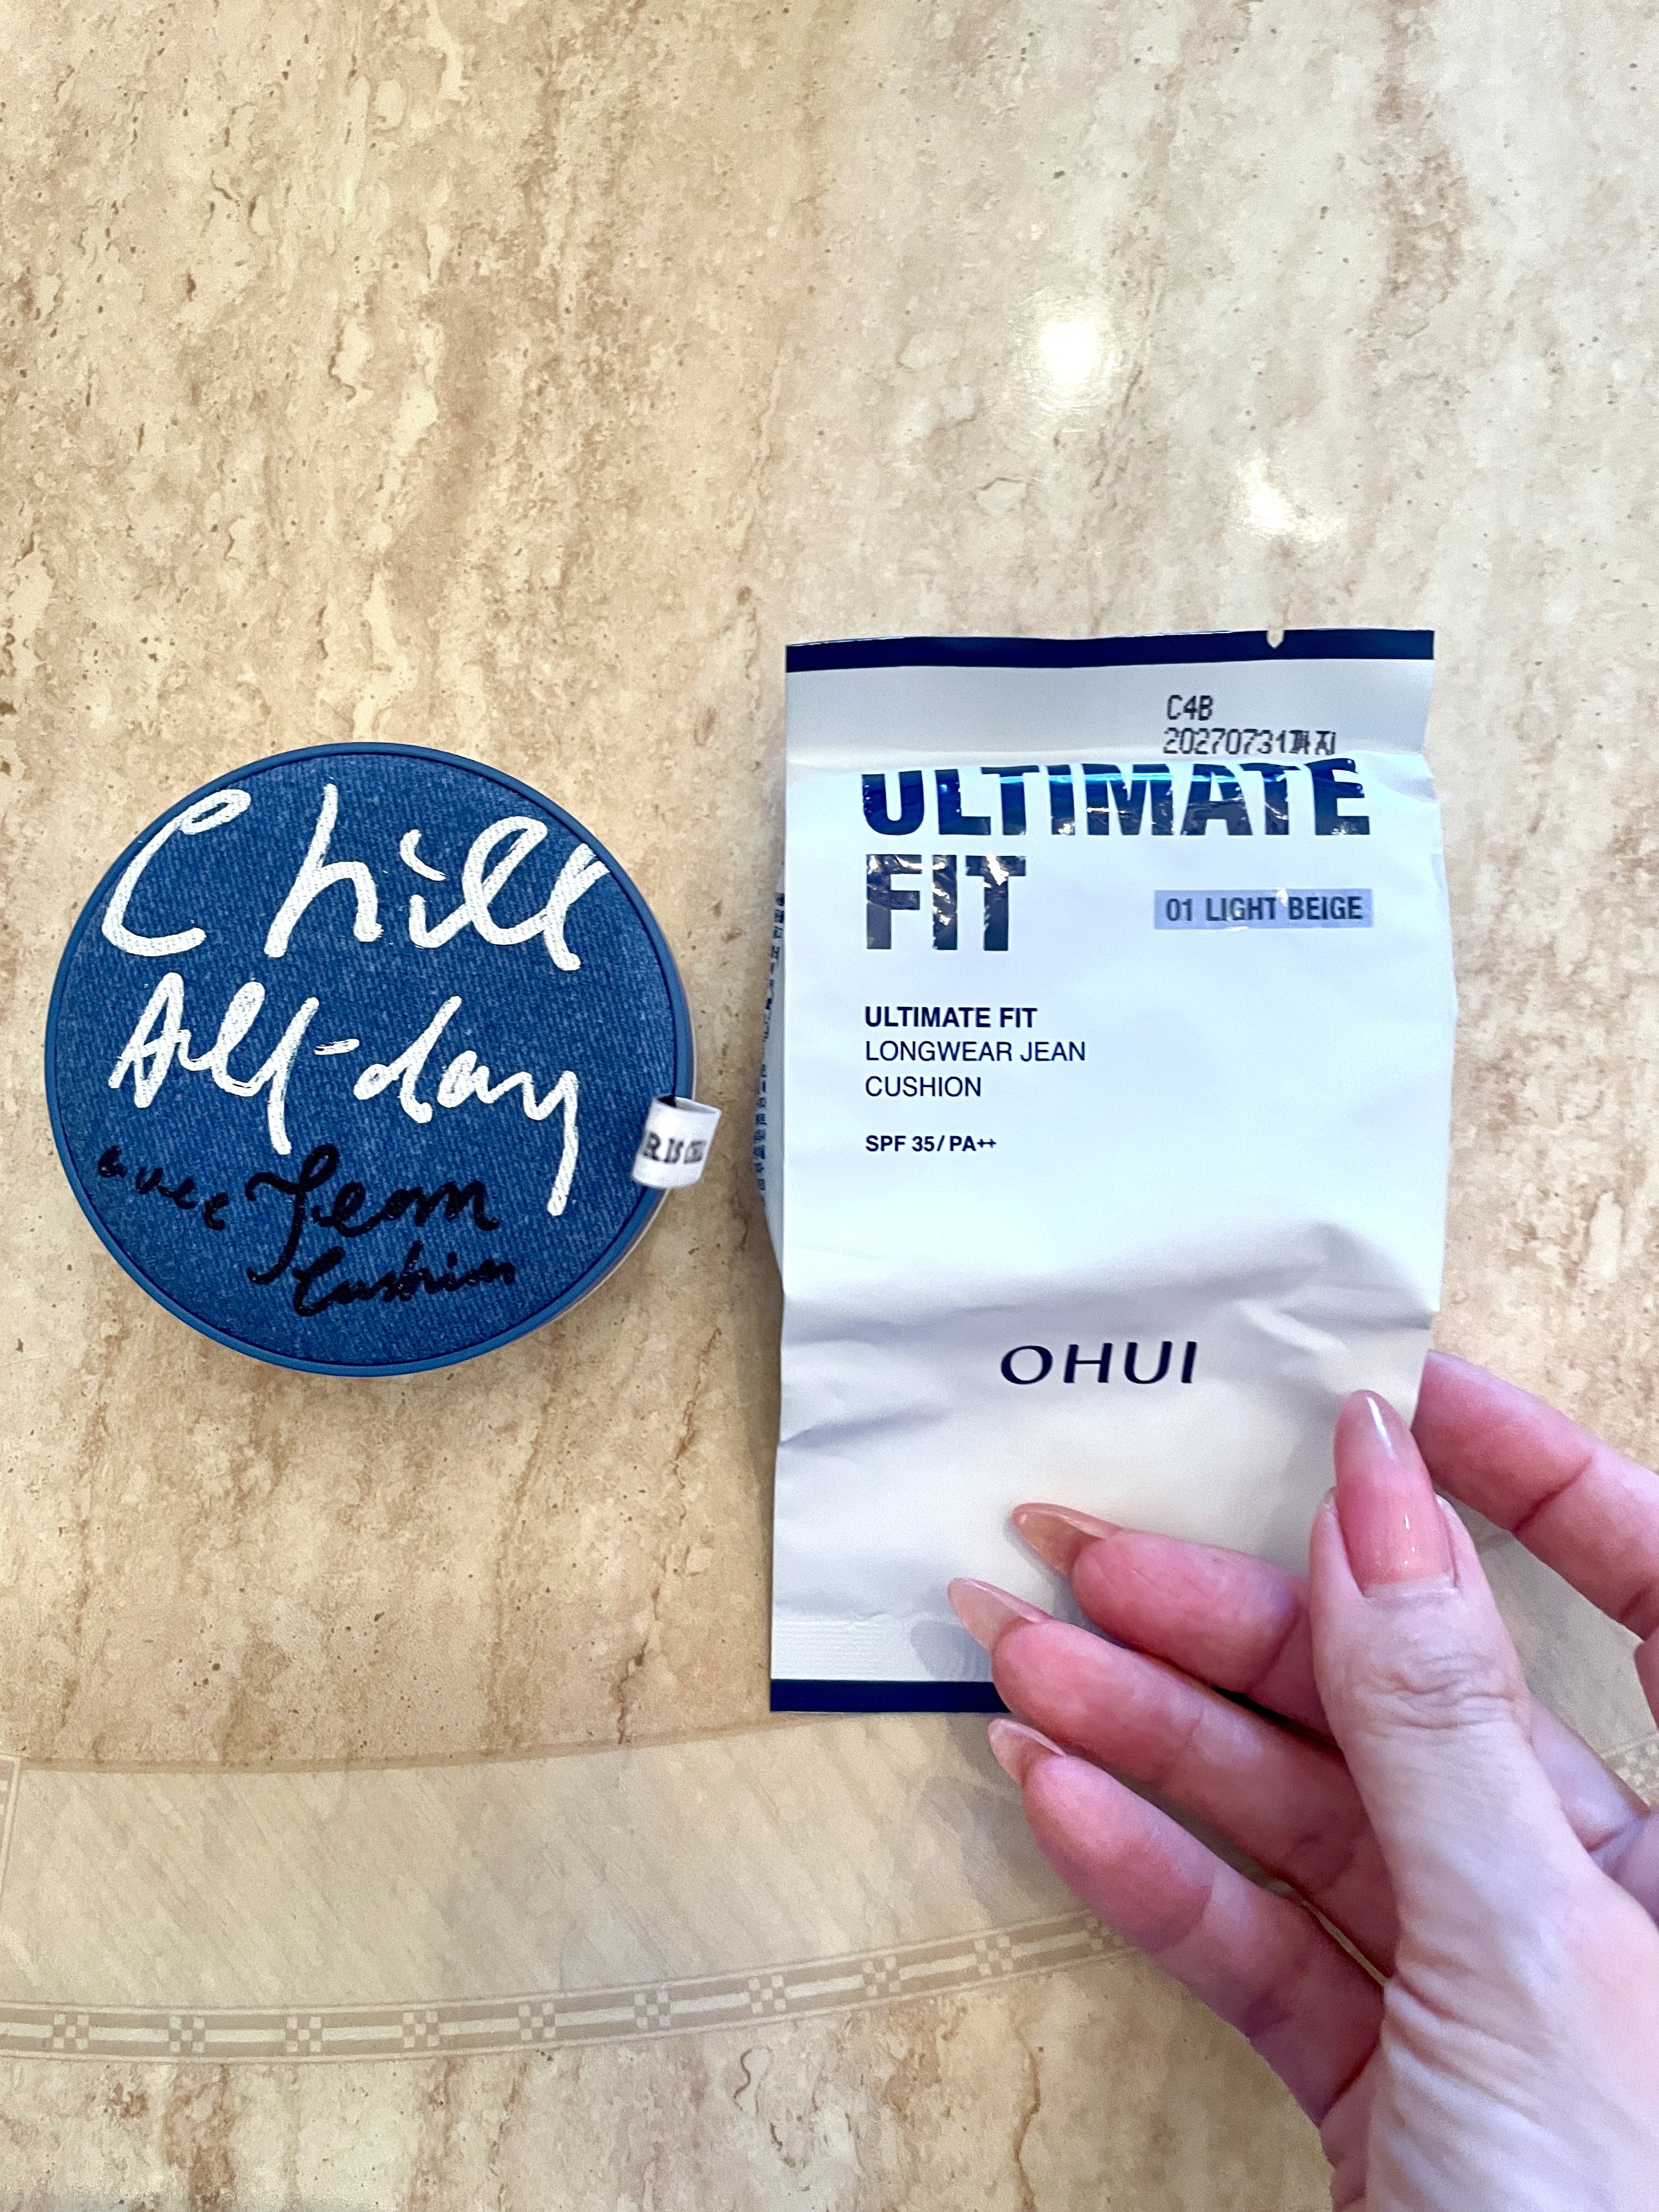 Chill
All-day
avec Jean
Cushion
C4B
20270731까지
ULTIMATE
FIT
01 LIGHT BEIGE
ULTIMATE FIT
LONGWEAR JEAN
CUSHION
SPF 35/PA++
OHUI